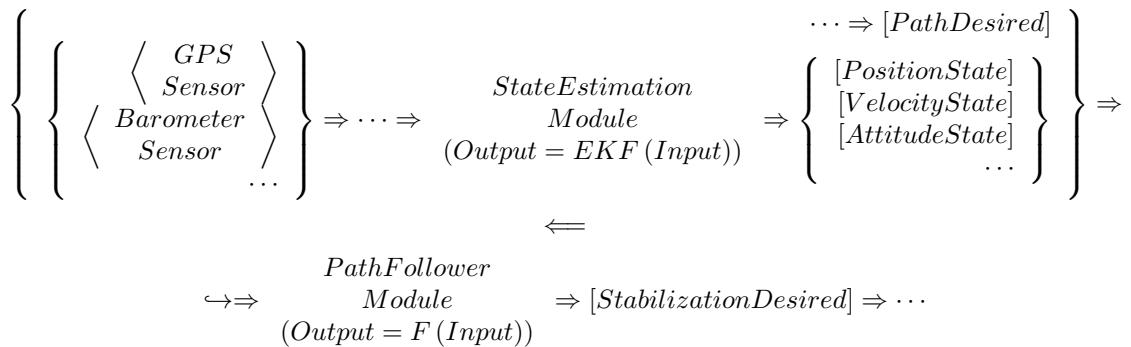 ⋯ ⇒ [PathDesired]
GPS
Sensor
Barometer
Sensor
⋯
⇒ ⋯ ⇒
StateEstimation
Module
(Output = EKF (Input))
⇒
[PositionState]
[VelocityState]
[AttitudeState]
⋯
⇒
⟸
↪⇒
PathFollower
Module
(Output = F (Input))
⇒ [StabilizationDesired] ⇒ ⋯